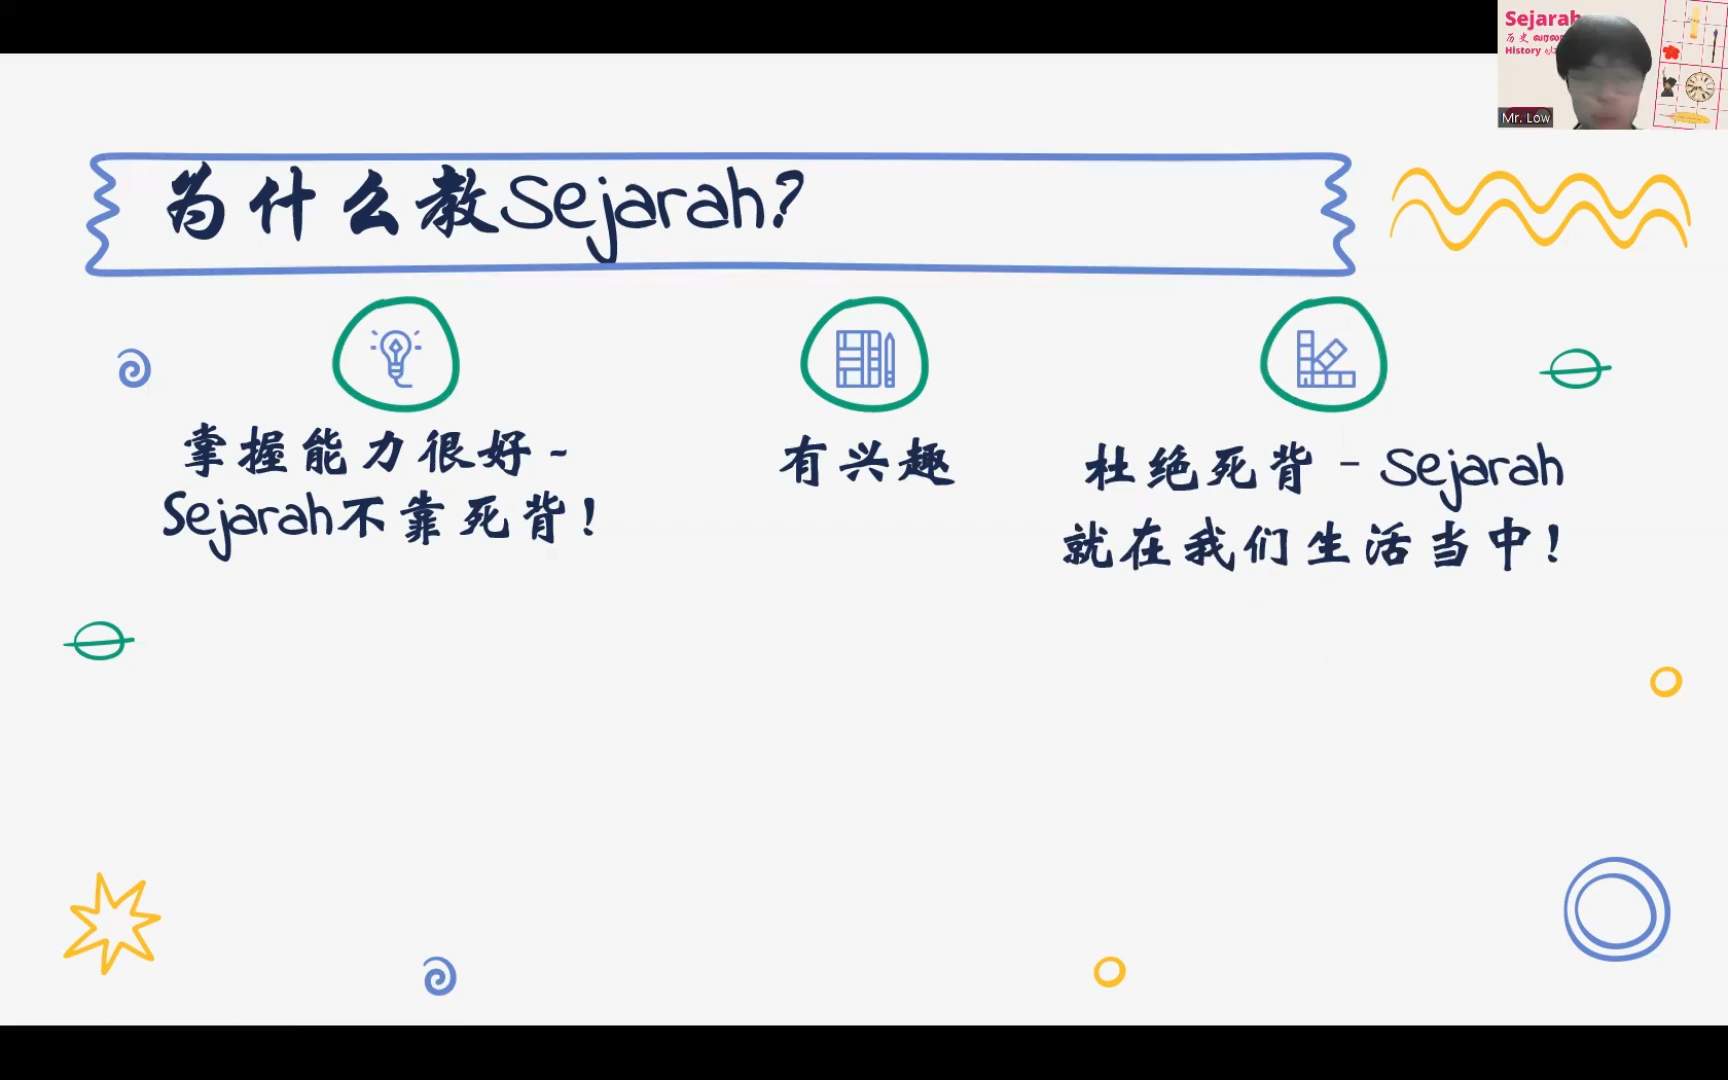 Sejarah
历史
History
Mr. Low
为什么教Sejarah?
掌握能力很好-
Sejarah不靠死背!
有兴趣
杜绝死背 - Sejarah
就在我们生活当中!